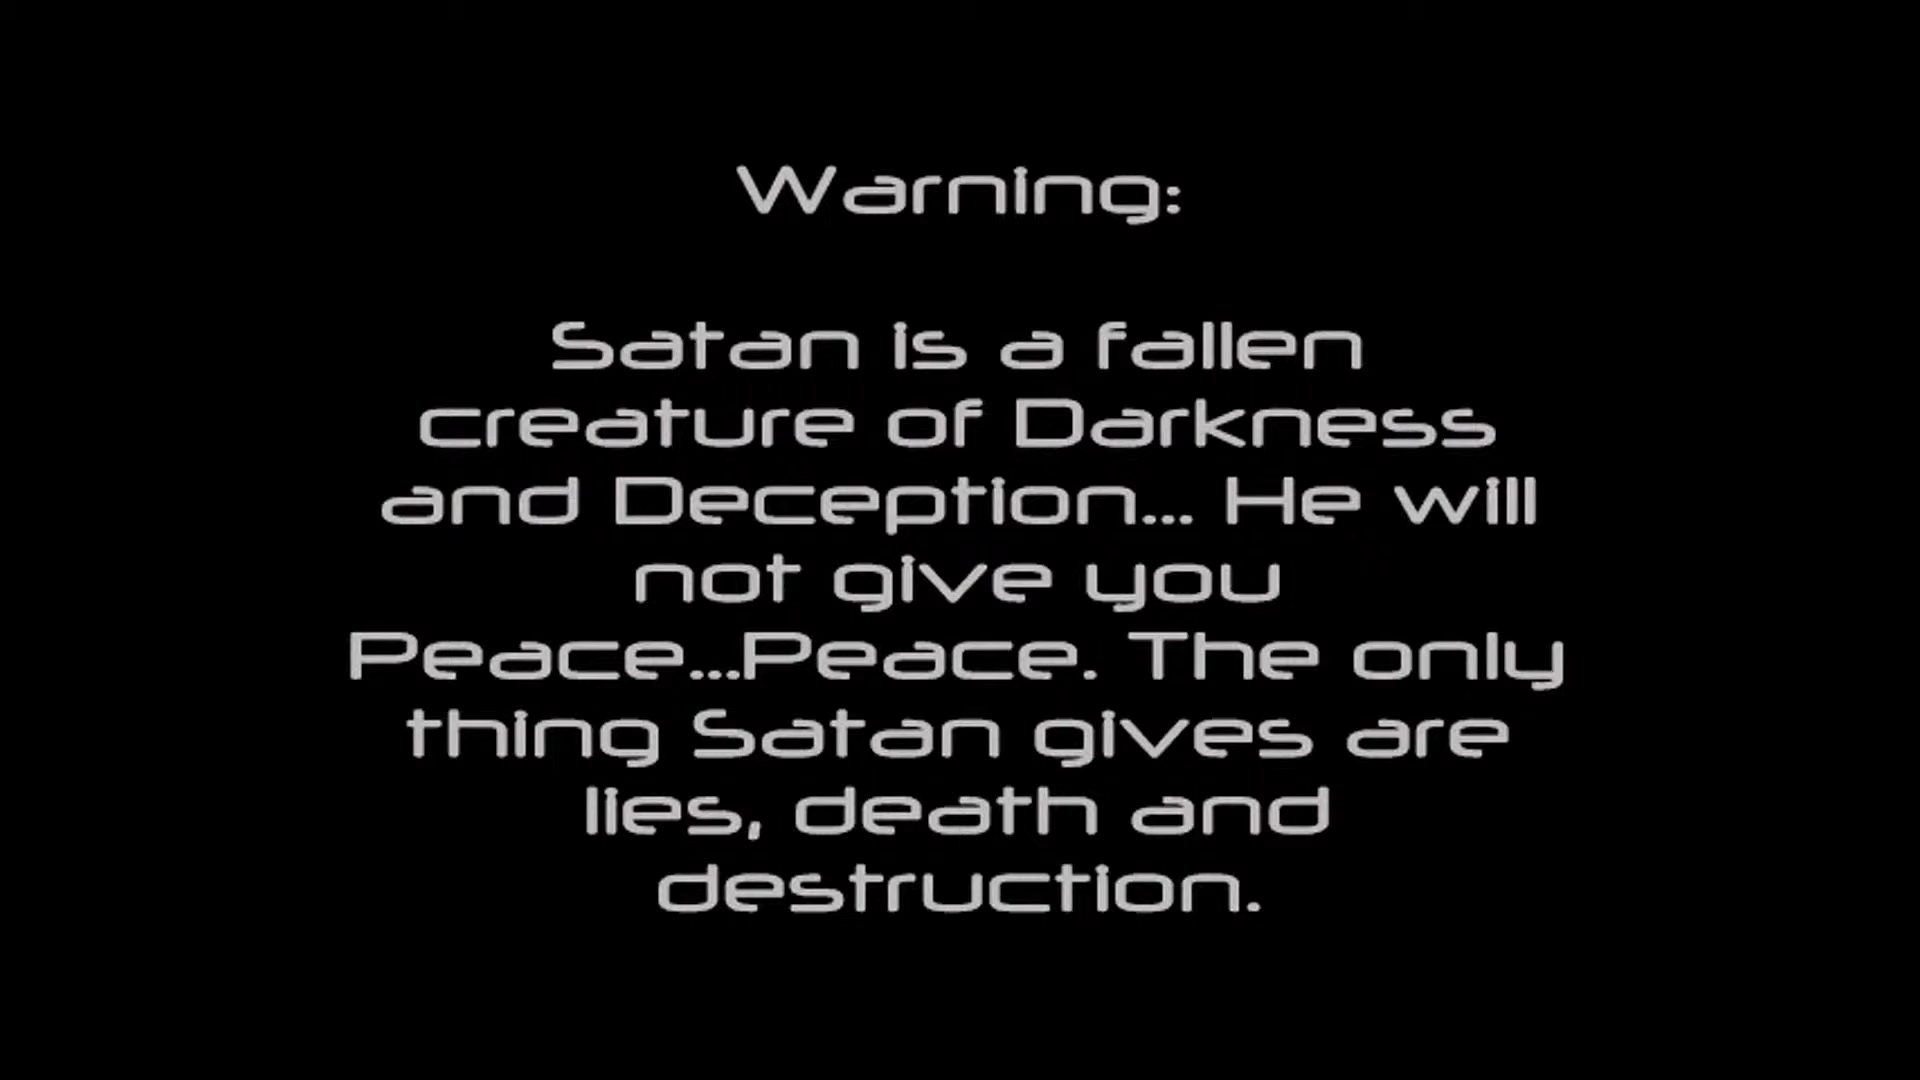 Warning:
Satan is a fallen
creature of Darkness
and Deception... He will
not give you
Peace...Peace. The only
thing Satan gives are
lies, death and
destruction.